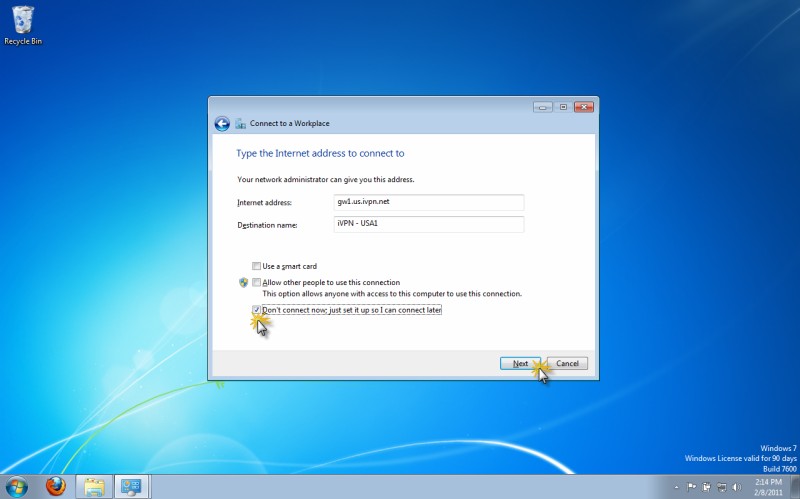 Recycle Bin
Connect to a Workplace
Type the Internet address to connect to
Your network administrator can give you this address.
Internet address: gw1.us.ivpn.net
Destination name: iVPN - USA1
Use a smart card
Allow other people to use this connection
This option allows anyone with access to this computer to use this connection.
Don't connect now; just set it up so I can connect later
Next Cancel
Windows 7
Windows License valid for 90 days
Build 7600
2:14 PM
2/8/2011